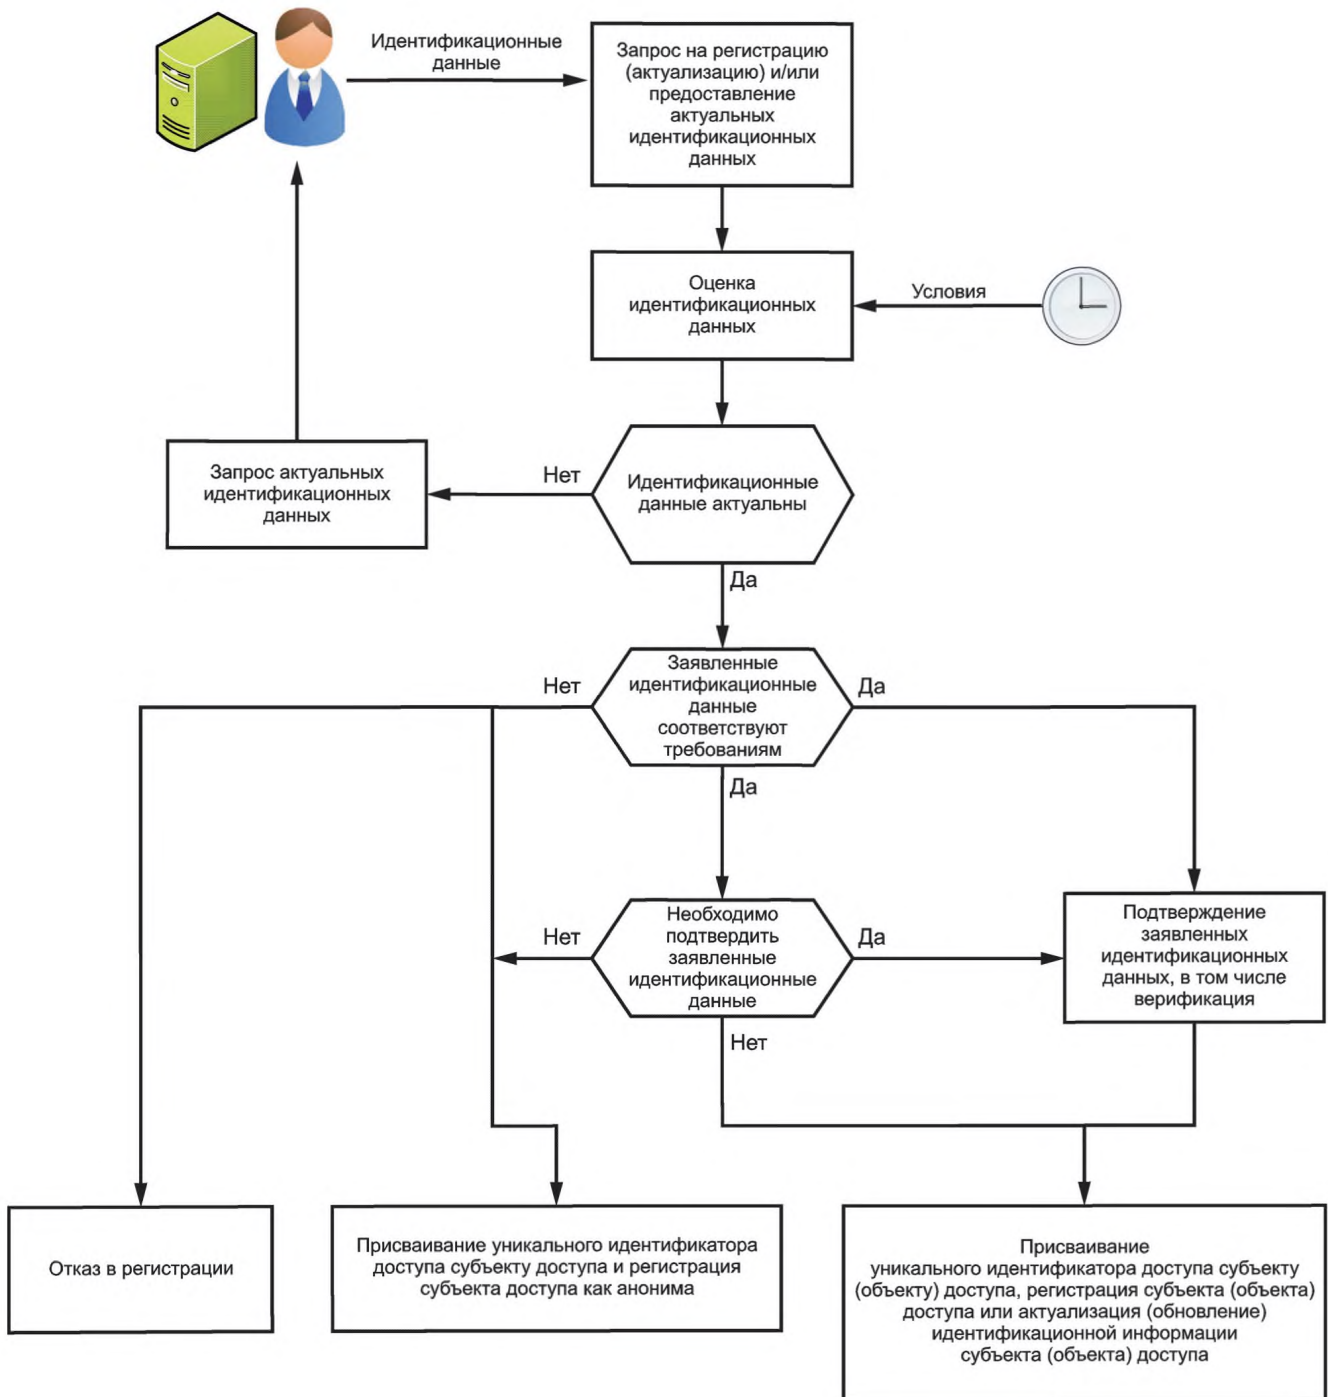 Идентификационные
данные
Запрос на регистрацию
(актуализацию) и/или
предоставление
актуальных
идентификационных
данных
Оценка
идентификационных
данных
Условия
Запрос актуальных
идентификационных
данных
Нет
Идентификационные
данные актуальны
Да
Нет
Заявленные
идентификационные
данные
соответствуют
требованиям
Да
Да
Нет
Необходимо
подтвердить
заявленные
идентификационные
данные
Да
Подтверждение
заявленных
идентификационных
данных, в том числе
верификация
Нет
Отказ в регистрации
Присваивание уникального идентификатора
доступа субъекту доступа и регистрация
субъекта доступа как анонима
Присваивание
уникального идентификатора доступа субъекту
(объекту) доступа, регистрация субъекта (объекта)
доступа или актуализация (обновление)
идентификационной информации
субъекта (объекта) доступа